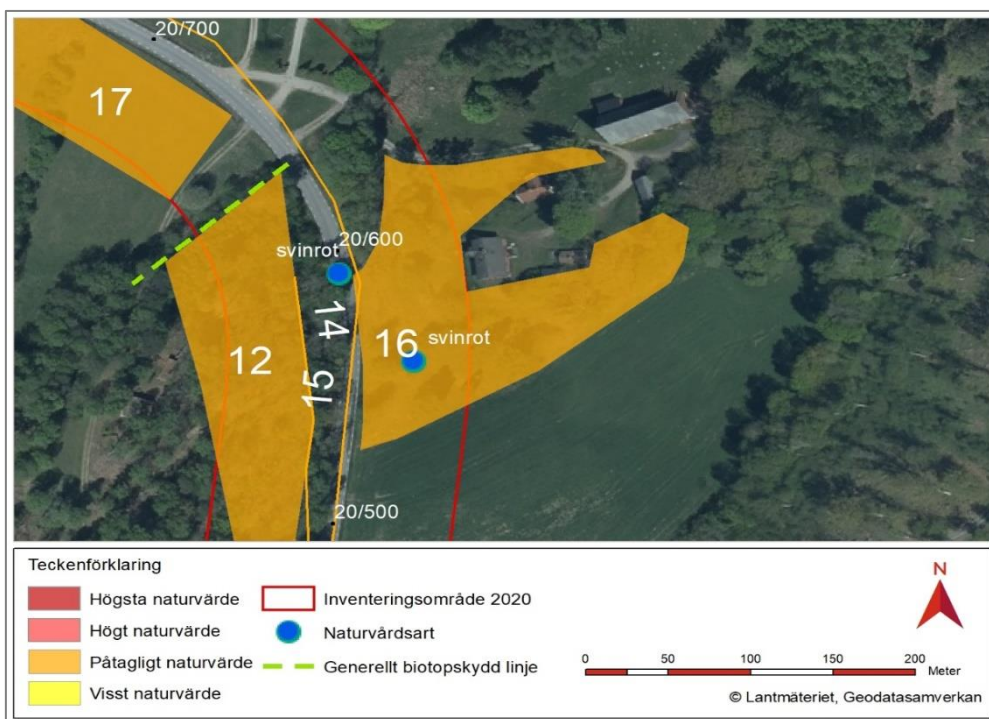 20/700
17
20/600
svinrot
14
svinrot
16
12
15
20/500
Teckenförklaring
Högsta naturvärde
Högt naturvärde
Påtagligt naturvärde
Visst naturvärde
Inventeringsområde 2020
Naturvårdsart
Generellt biotopskydd linje
N
0 50 100 150 200
Meter
© Lantmäteriet, Geodatasamverkan